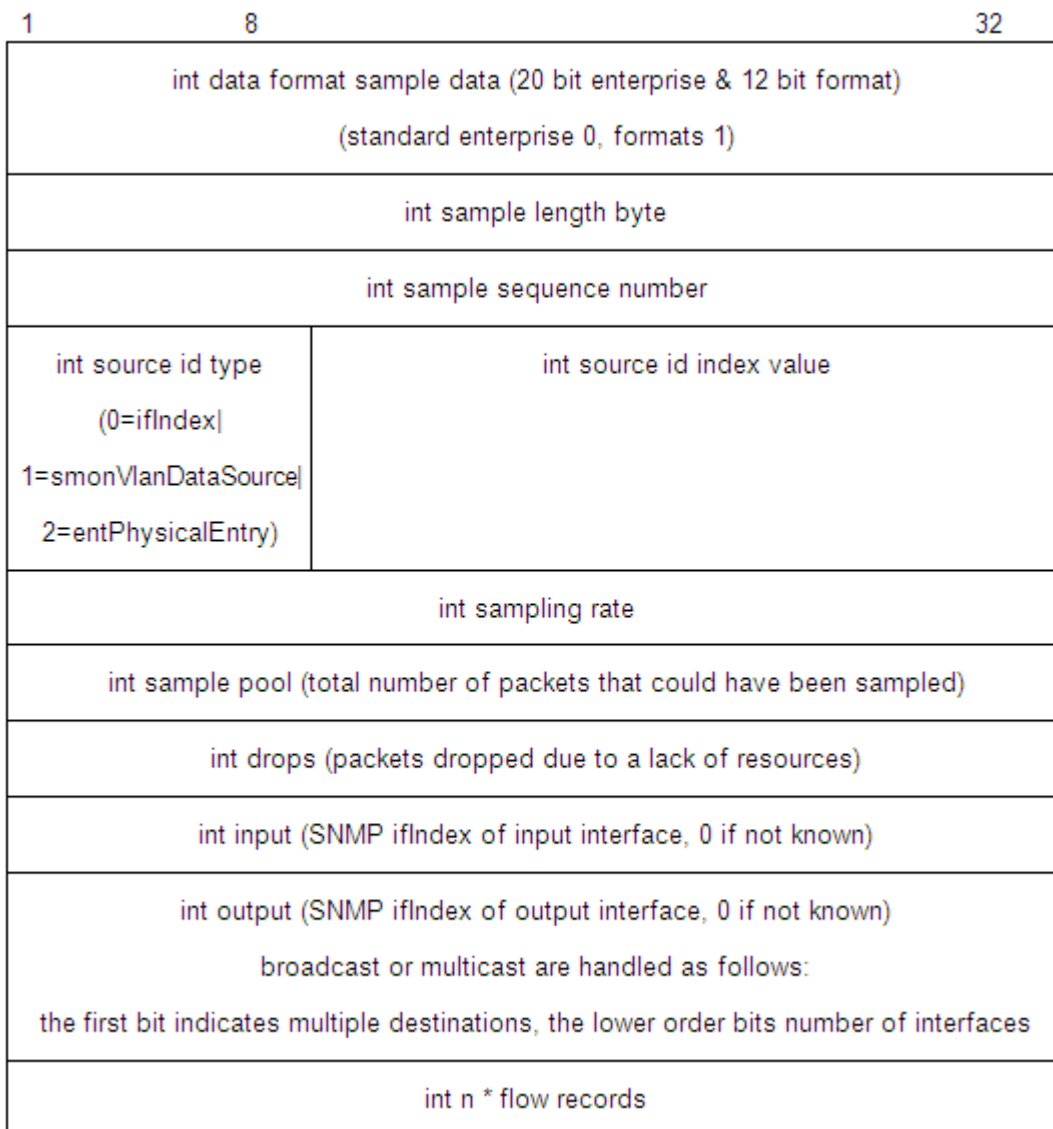 1 8 32
int data format sample data (20 bit enterprise & 12 bit format)
(standard enterprise 0, formats 1)
int sample length byte
int sample sequence number
int source id type
(0=ifIndex|
1=smonVlanDataSource|
2=entPhysicalEntry)
int source id index value
int sampling rate
int sample pool (total number of packets that could have been sampled)
int drops (packets dropped due to a lack of resources)
int input (SNMP ifIndex of input interface, 0 if not known)
int output (SNMP ifIndex of output interface, 0 if not known)
broadcast or multicast are handled as follows:
the first bit indicates multiple destinations, the lower order bits number of interfaces
int n * flow records